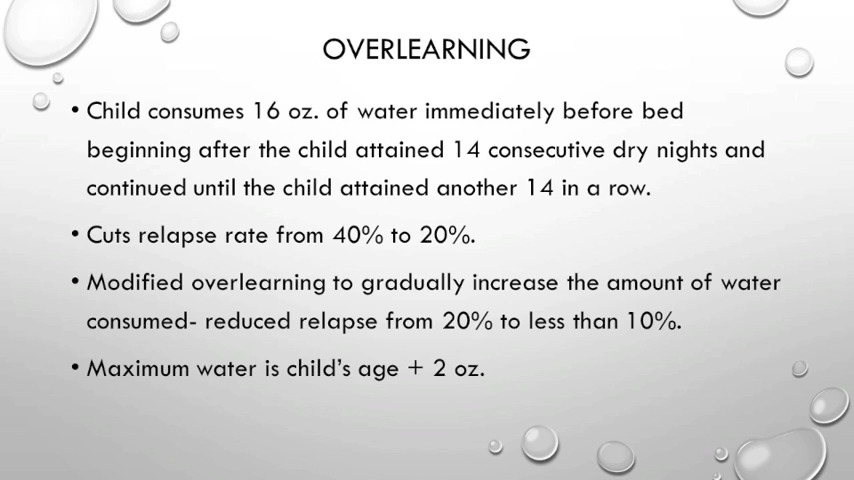 OVERLEARNING
• Child consumes 16 oz. of water immediately before bed
beginning after the child attained 14 consecutive dry nights and
continued until the child attained another 14 in a row.
• Cuts relapse rate from 40% to 20%.
• Modified overlearning to gradually increase the amount of water
consumed- reduced relapse from 20% to less than 10%.
• Maximum water is child's age + 2 oz.